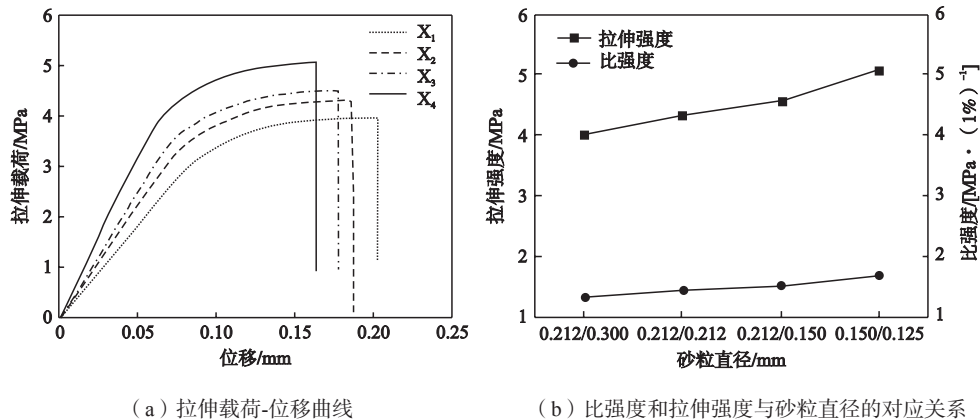 6
5
4
3
2
1
0
拉伸载荷/MPa
X₁
X₂
X₃
X₄
0 0.05 0.10 0.15 0.20 0.25
位移/mm
(a)拉伸载荷-位移曲线
6
5
4
3
2
1
拉伸强度/MPa
拉伸强度
比强度
6
5
4
3
2
1
比强度/[MPa·(1%)⁻¹]
0.212/0.300 0.212/0.212 0.212/0.150 0.150/0.125
砂粒直径/mm
(b)比强度和拉伸强度与砂粒直径的对应关系